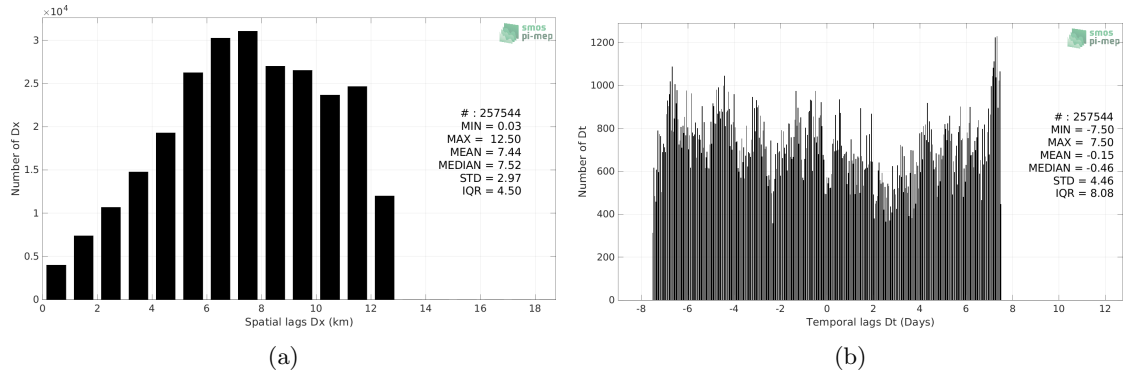 ×10⁴
smos
pi-mep
3
2.5
2
1.5
1
0.5
0
Number of Dx
# : 257544
MIN = 0.03
MAX = 12.50
MEAN = 7.44
MEDIAN = 7.52
STD = 2.97
IQR = 4.50
0 2 4 6 8 10 12 14 16 18
Spatial lags Dx (km)
(a)
smos
pi-mep
1200
1000
800
600
400
200
0
Number of Dt
# : 257544
MIN = -7.50
MAX = 7.50
MEAN = -0.15
MEDIAN = -0.46
STD = 4.46
IQR = 8.08
-8 -6 -4 -2 0 2 4 6 8 10 12
Temporal lags Dt (Days)
(b)